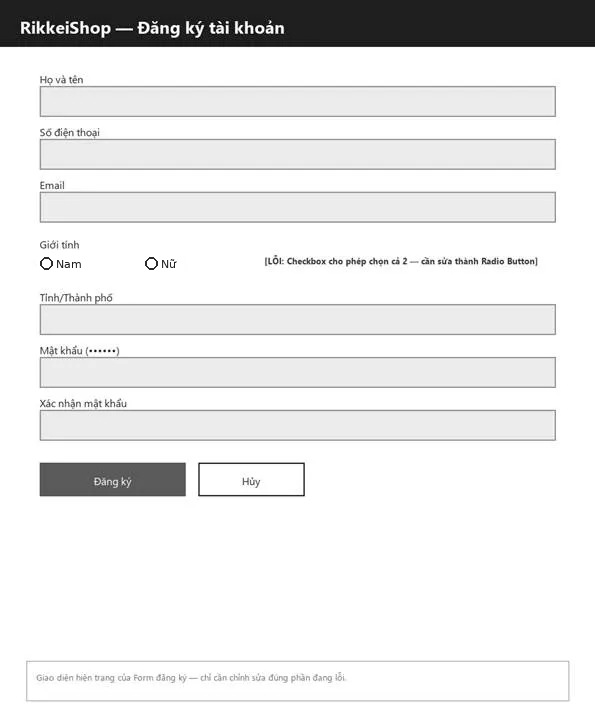 RikkeiShop — Đăng ký tài khoản
Họ và tên
Số điện thoại
Email
Giới tính
Nam Nữ [LỖI: Checkbox cho phép chọn cả 2 — cần sửa thành Radio Button]
Tỉnh/Thành phố
Mật khẩu (••••••)
Xác nhận mật khẩu
Đăng ký Hủy
Giao diện hiện trạng của Form đăng ký — chỉ cần chỉnh sửa đúng phần đang lỗi.